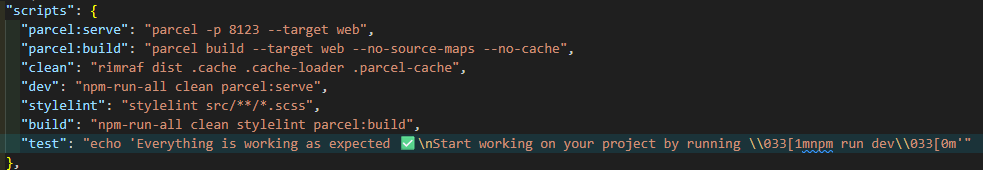 "scripts": {
"parcel:serve": "parcel -p 8123 --target web",
"parcel:build": "parcel build --target web --no-source-maps --no-cache",
"clean": "rimraf dist .cache .cache-loader .parcel-cache",
"dev": "npm-run-all clean parcel:serve",
"stylelint": "stylelint src/**/*.scss",
"build": "npm-run-all clean stylelint parcel:build",
"test": "echo 'Everything is working as expected ✅\nStart working on your project by running \\033[1mnpm run dev\\033[0m'"
},